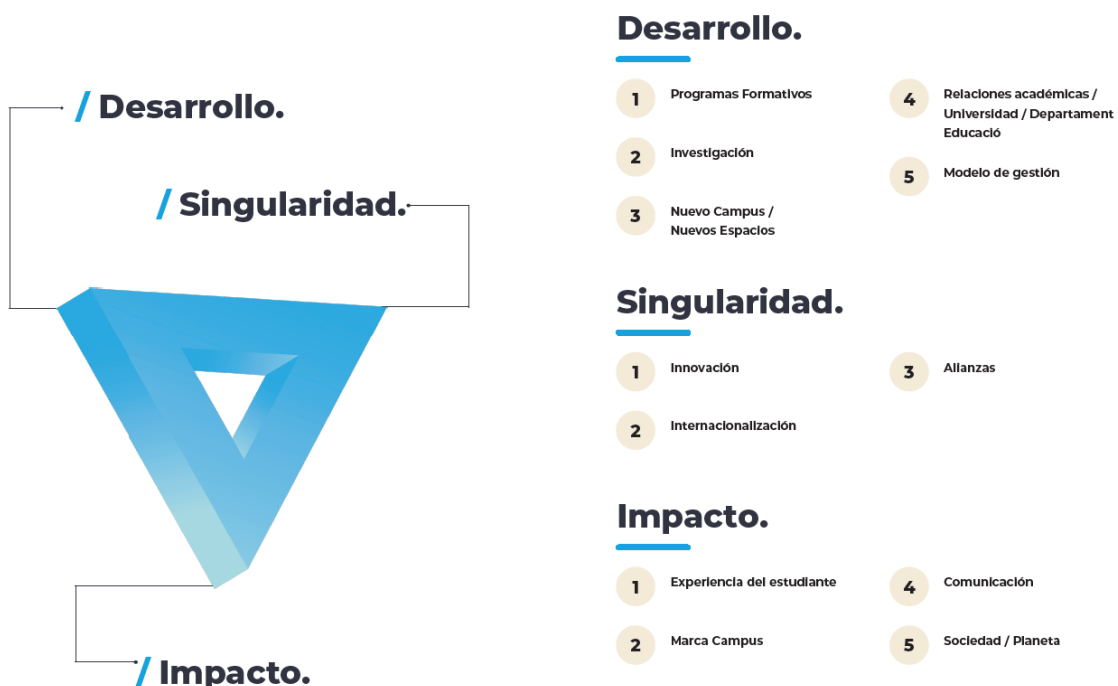 / Desarrollo.
/ Singularidad.
/ Impacto.
Desarrollo.
1 Programas Formativos
2 Investigación
3 Nuevo Campus /
Nuevos Espacios
4 Relaciones académicas /
Universidad / Departament
Educació
5 Modelo de gestión
Singularidad.
1 Innovación
2 Internacionalización
3 Alianzas
Impacto.
1 Experiencia del estudiante
2 Marca Campus
4 Comunicación
5 Sociedad / Planeta